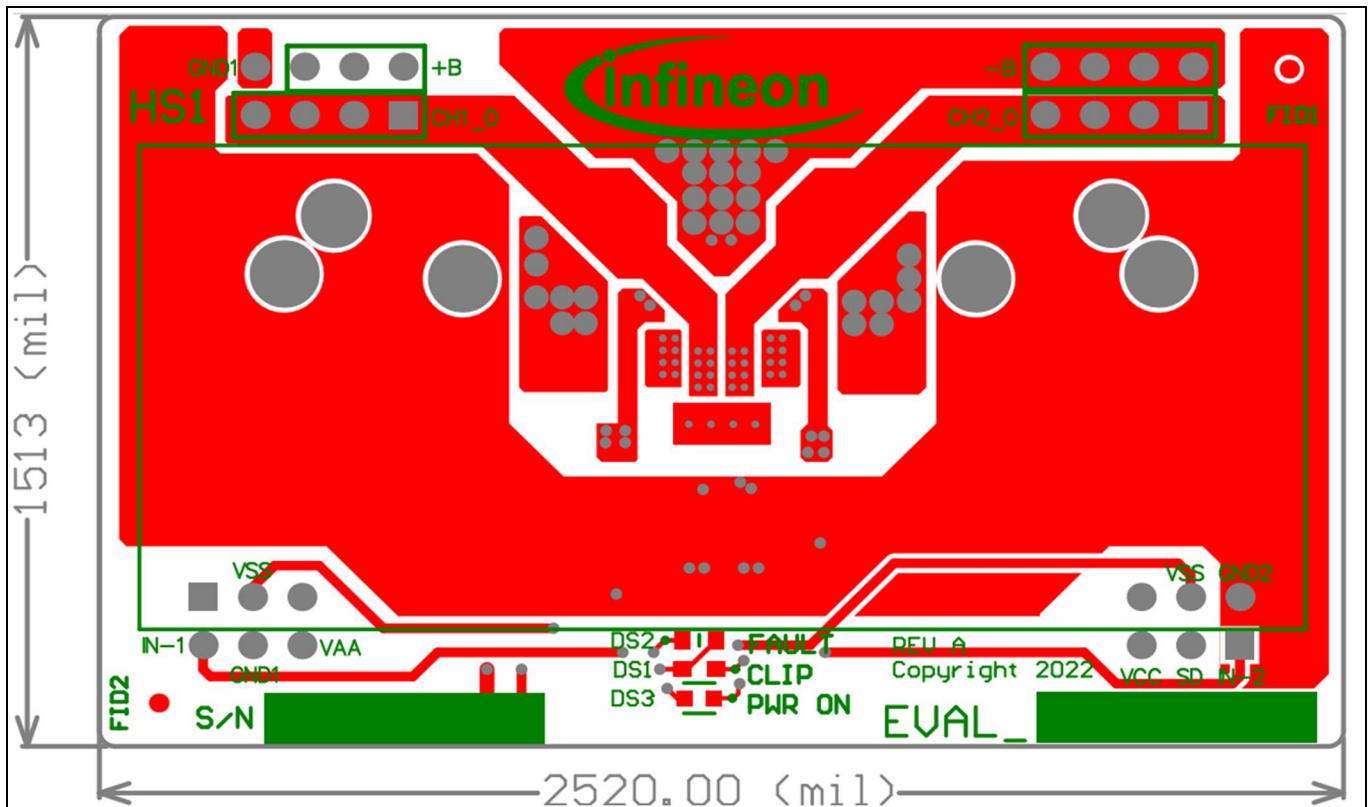 infineon
GND1
+B
-B
HS1
CH1_O
CH2_O
FID1
1513 (mil)
VSS
VSS GND2
IN-1
VAA
GND1
DS2
FAULT
REV A
DS1
CLIP
Copyright 2022
VCC SD IN-2
FID2
S/N
DS3
PWR ON
EVAL_
2520.00 (mil)